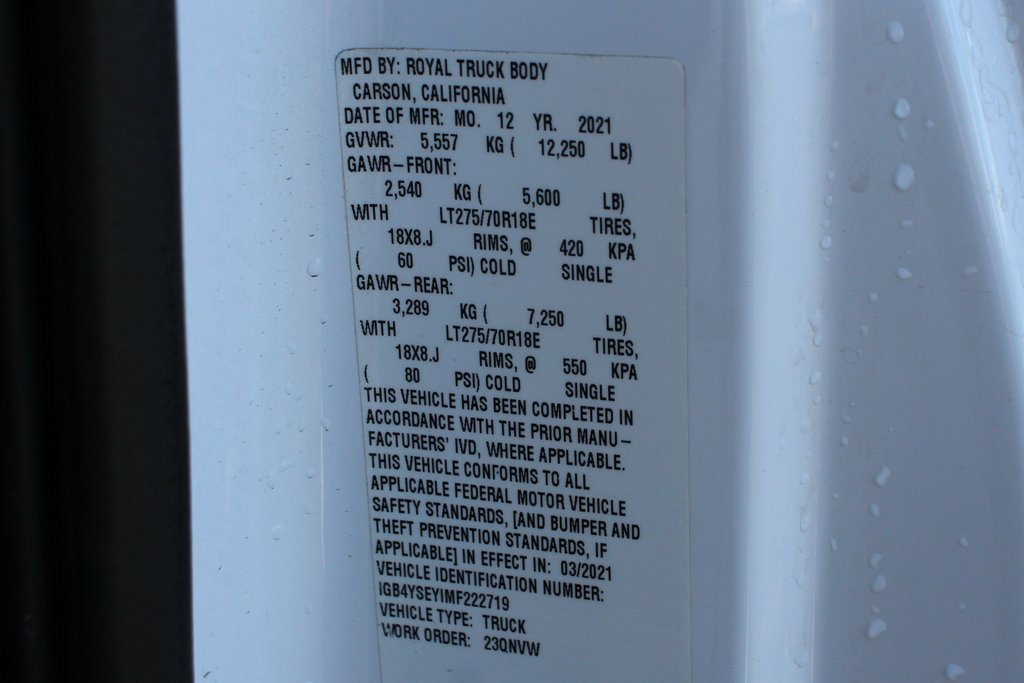 MFD BY: ROYAL TRUCK BODY
CARSON, CALIFORNIA
DATE OF MFR: MO. 12 YR. 2021
GVWR: 5,557 KG ( 12,250 LB)
GAWR-FRONT:
2,540 KG ( 5,600 LB)
WITH LT275/70R18E TIRES,
18X8.J RIMS, @ 420 KPA
( 60 PSI) COLD SINGLE
GAWR-REAR:
3,289 KG ( 7,250 LB)
WITH LT275/70R18E TIRES,
18X8.J RIMS, @ 550 KPA
( 80 PSI) COLD SINGLE
THIS VEHICLE HAS BEEN COMPLETED IN
ACCORDANCE WITH THE PRIOR MANU-
FACTURERS' IVD, WHERE APPLICABLE.
THIS VEHICLE CONFORMS TO ALL
APPLICABLE FEDERAL MOTOR VEHICLE
SAFETY STANDARDS, [AND BUMPER AND
THEFT PREVENTION STANDARDS, IF
APPLICABLE] IN EFFECT IN: 03/2021
VEHICLE IDENTIFICATION NUMBER:
IGB4YSEYIMF222719
VEHICLE TYPE: TRUCK
WORK ORDER: 23QNVW